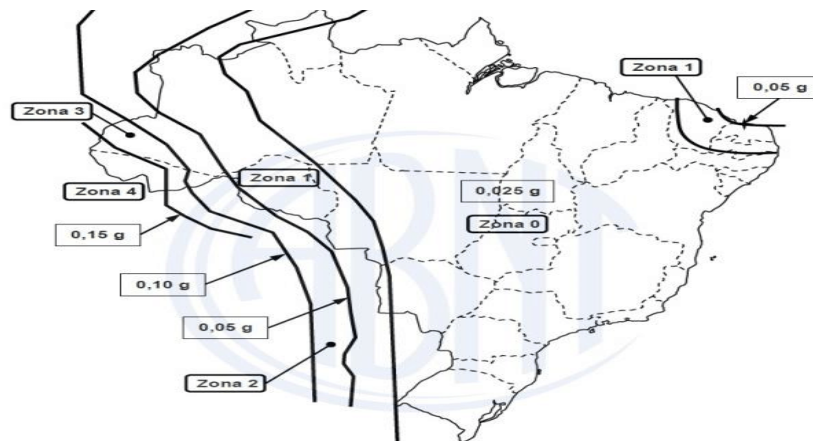 Zona 1
0,05 g
Zona 3
Zona 4
Zona 1
0,025 g
Zona 0
0,15 g
0,10 g
0,05 g
Zona 2
ABNT